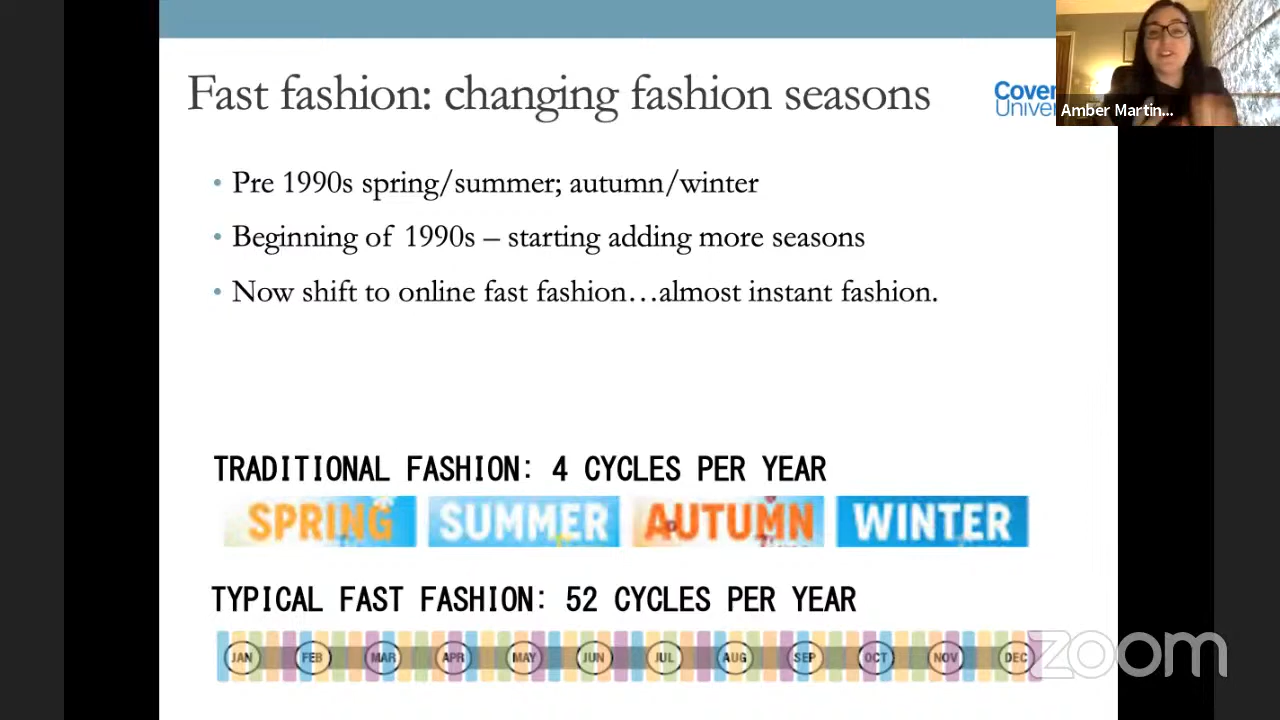 Fast fashion: changing fashion seasons
Cover
Univer
Amber Martin...
• Pre 1990s spring/summer; autumn/winter
• Beginning of 1990s – starting adding more seasons
• Now shift to online fast fashion…almost instant fashion.
TRADITIONAL FASHION: 4 CYCLES PER YEAR
SPRING SUMMER AUTUMN WINTER
TYPICAL FAST FASHION: 52 CYCLES PER YEAR
JAN FEB MAR APR MAY JUN JUL AUG SEP OCT NOV DEC
zoom